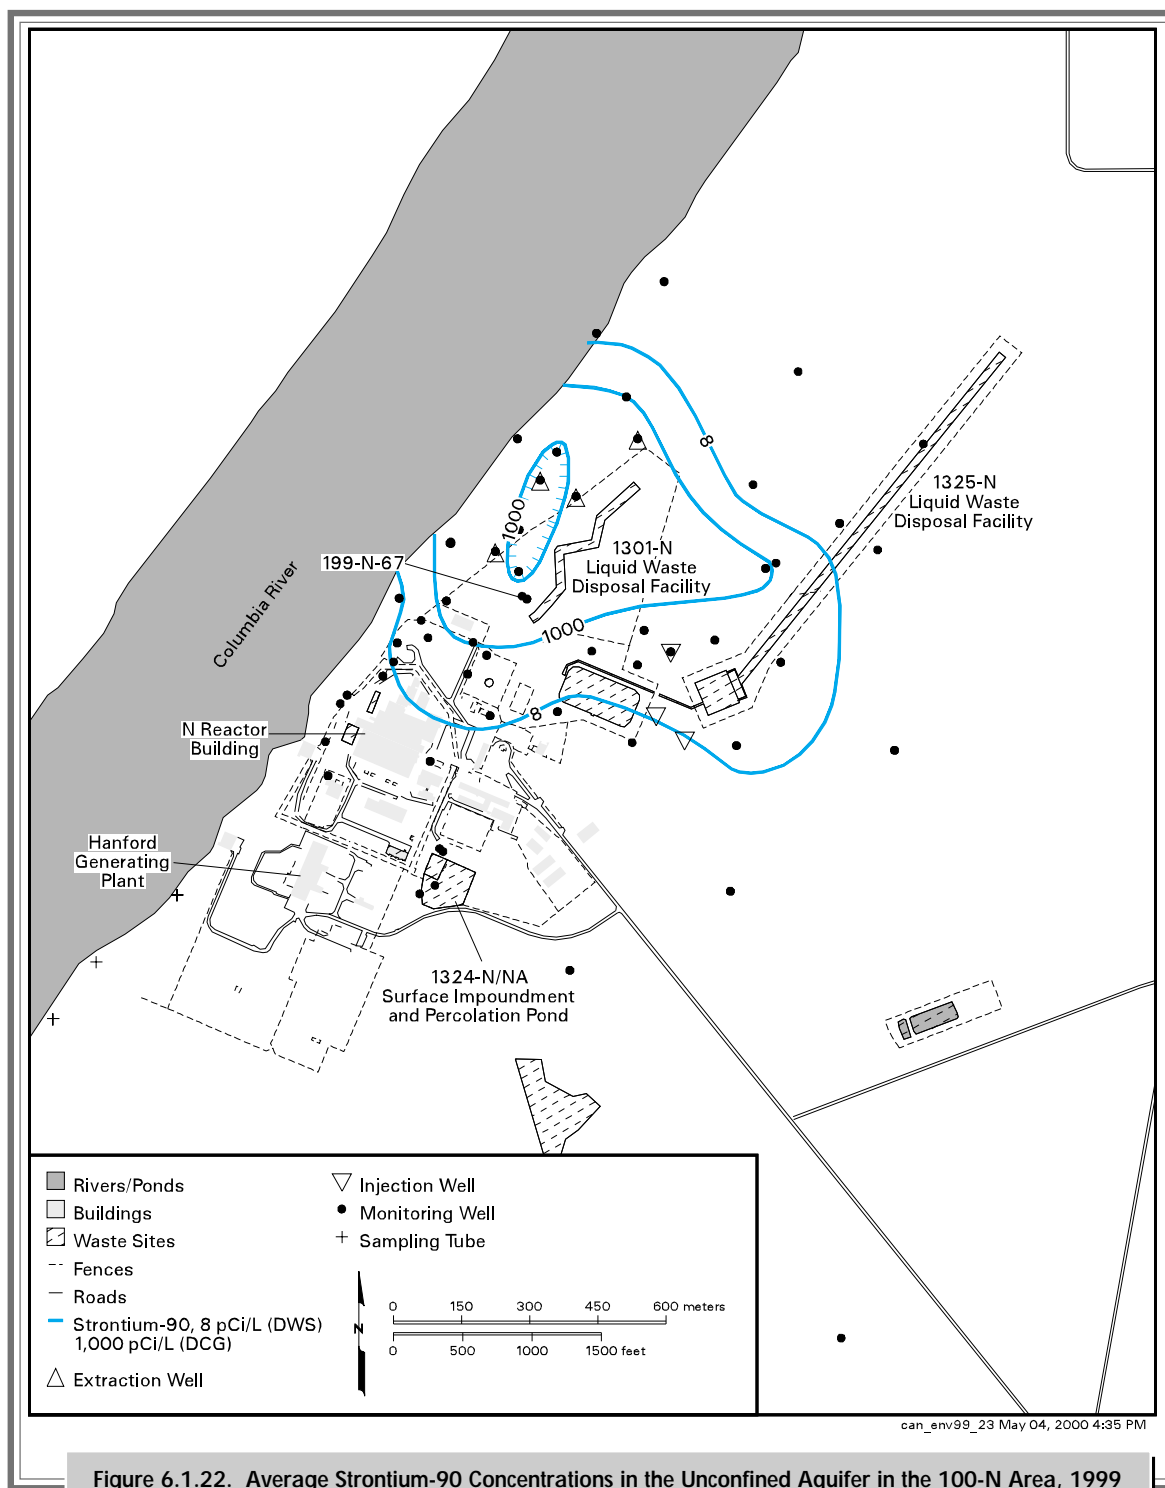 8
1325-N
Liquid Waste
Disposal Facility
1000
1301-N
Liquid Waste
Disposal Facility
199-N-67
Columbia River
1000
8
N Reactor
Building
Hanford
Generating
Plant
1324-N/NA
Surface Impoundment
and Percolation Pond
Rivers/Ponds
Buildings
Waste Sites
Fences
Roads
Strontium-90, 8 pCi/L (DWS)
1,000 pCi/L (DCG)
Extraction Well
Injection Well
Monitoring Well
Sampling Tube
N
0 150 300 450 600 meters
0 500 1000 1500 feet
can_env99_23 May 04, 2000 4:35 PM
Figure 6.1.22. Average Strontium-90 Concentrations in the Unconfined Aquifer in the 100-N Area, 1999